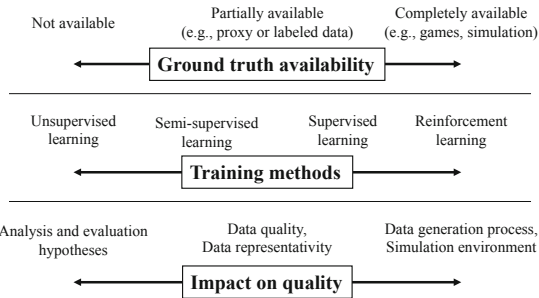 Not available
Partially available
(e.g., proxy or labeled data)
Completely available
(e.g., games, simulation)
Ground truth availability
Unsupervised
learning
Semi-supervised
learning
Supervised
learning
Reinforcement
learning
Training methods
Analysis and evaluation
hypotheses
Data quality,
Data representativity
Data generation process,
Simulation environment
Impact on quality